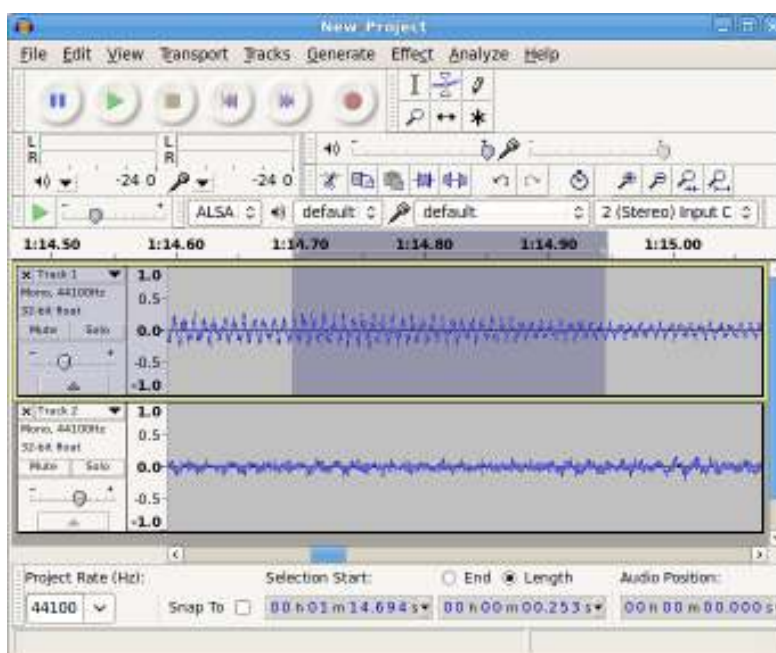 New Project
File Edit View Transport Tracks Generate Effect Analyze Help
L L
R R
-24 0 -24 0
ALSA default default 2 (Stereo) Input C
1:14.50 1:14.60 1:14.70 1:14.80 1:14.90 1:15.00
× Track 1 1.0
Mono, 44100Hz 0.5
32-bit float
Mute Solo 0.0
- + -0.5
-1.0
× Track 2 1.0
Mono, 44100Hz 0.5
32-bit float
Mute Solo 0.0
- + -0.5
-1.0
Project Rate (Hz): Selection Start: End Length Audio Position:
44100 Snap To 00 h 01 m 14.694 s 00 h 00 m 00.253 s 00 h 00 m 00.000 s